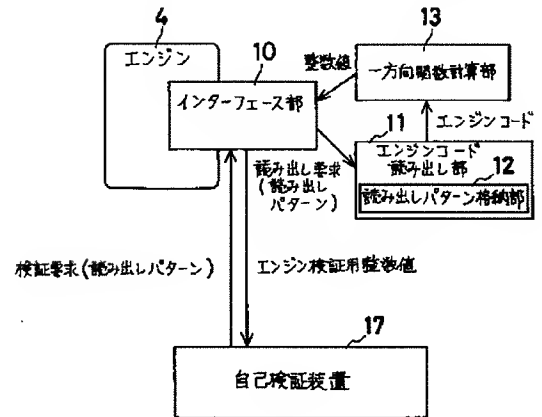 4
エンジン
10
インターフェース部
整数組
13
一方向関数計算部
エンジンコード
11
エンジンコード
読み出し部
12
読み出しパターン格納部
読み出し要求
(読み出し
パターン)
検証要求(読み出しパターン)
エンジン検証用整数値
17
自己検証装置